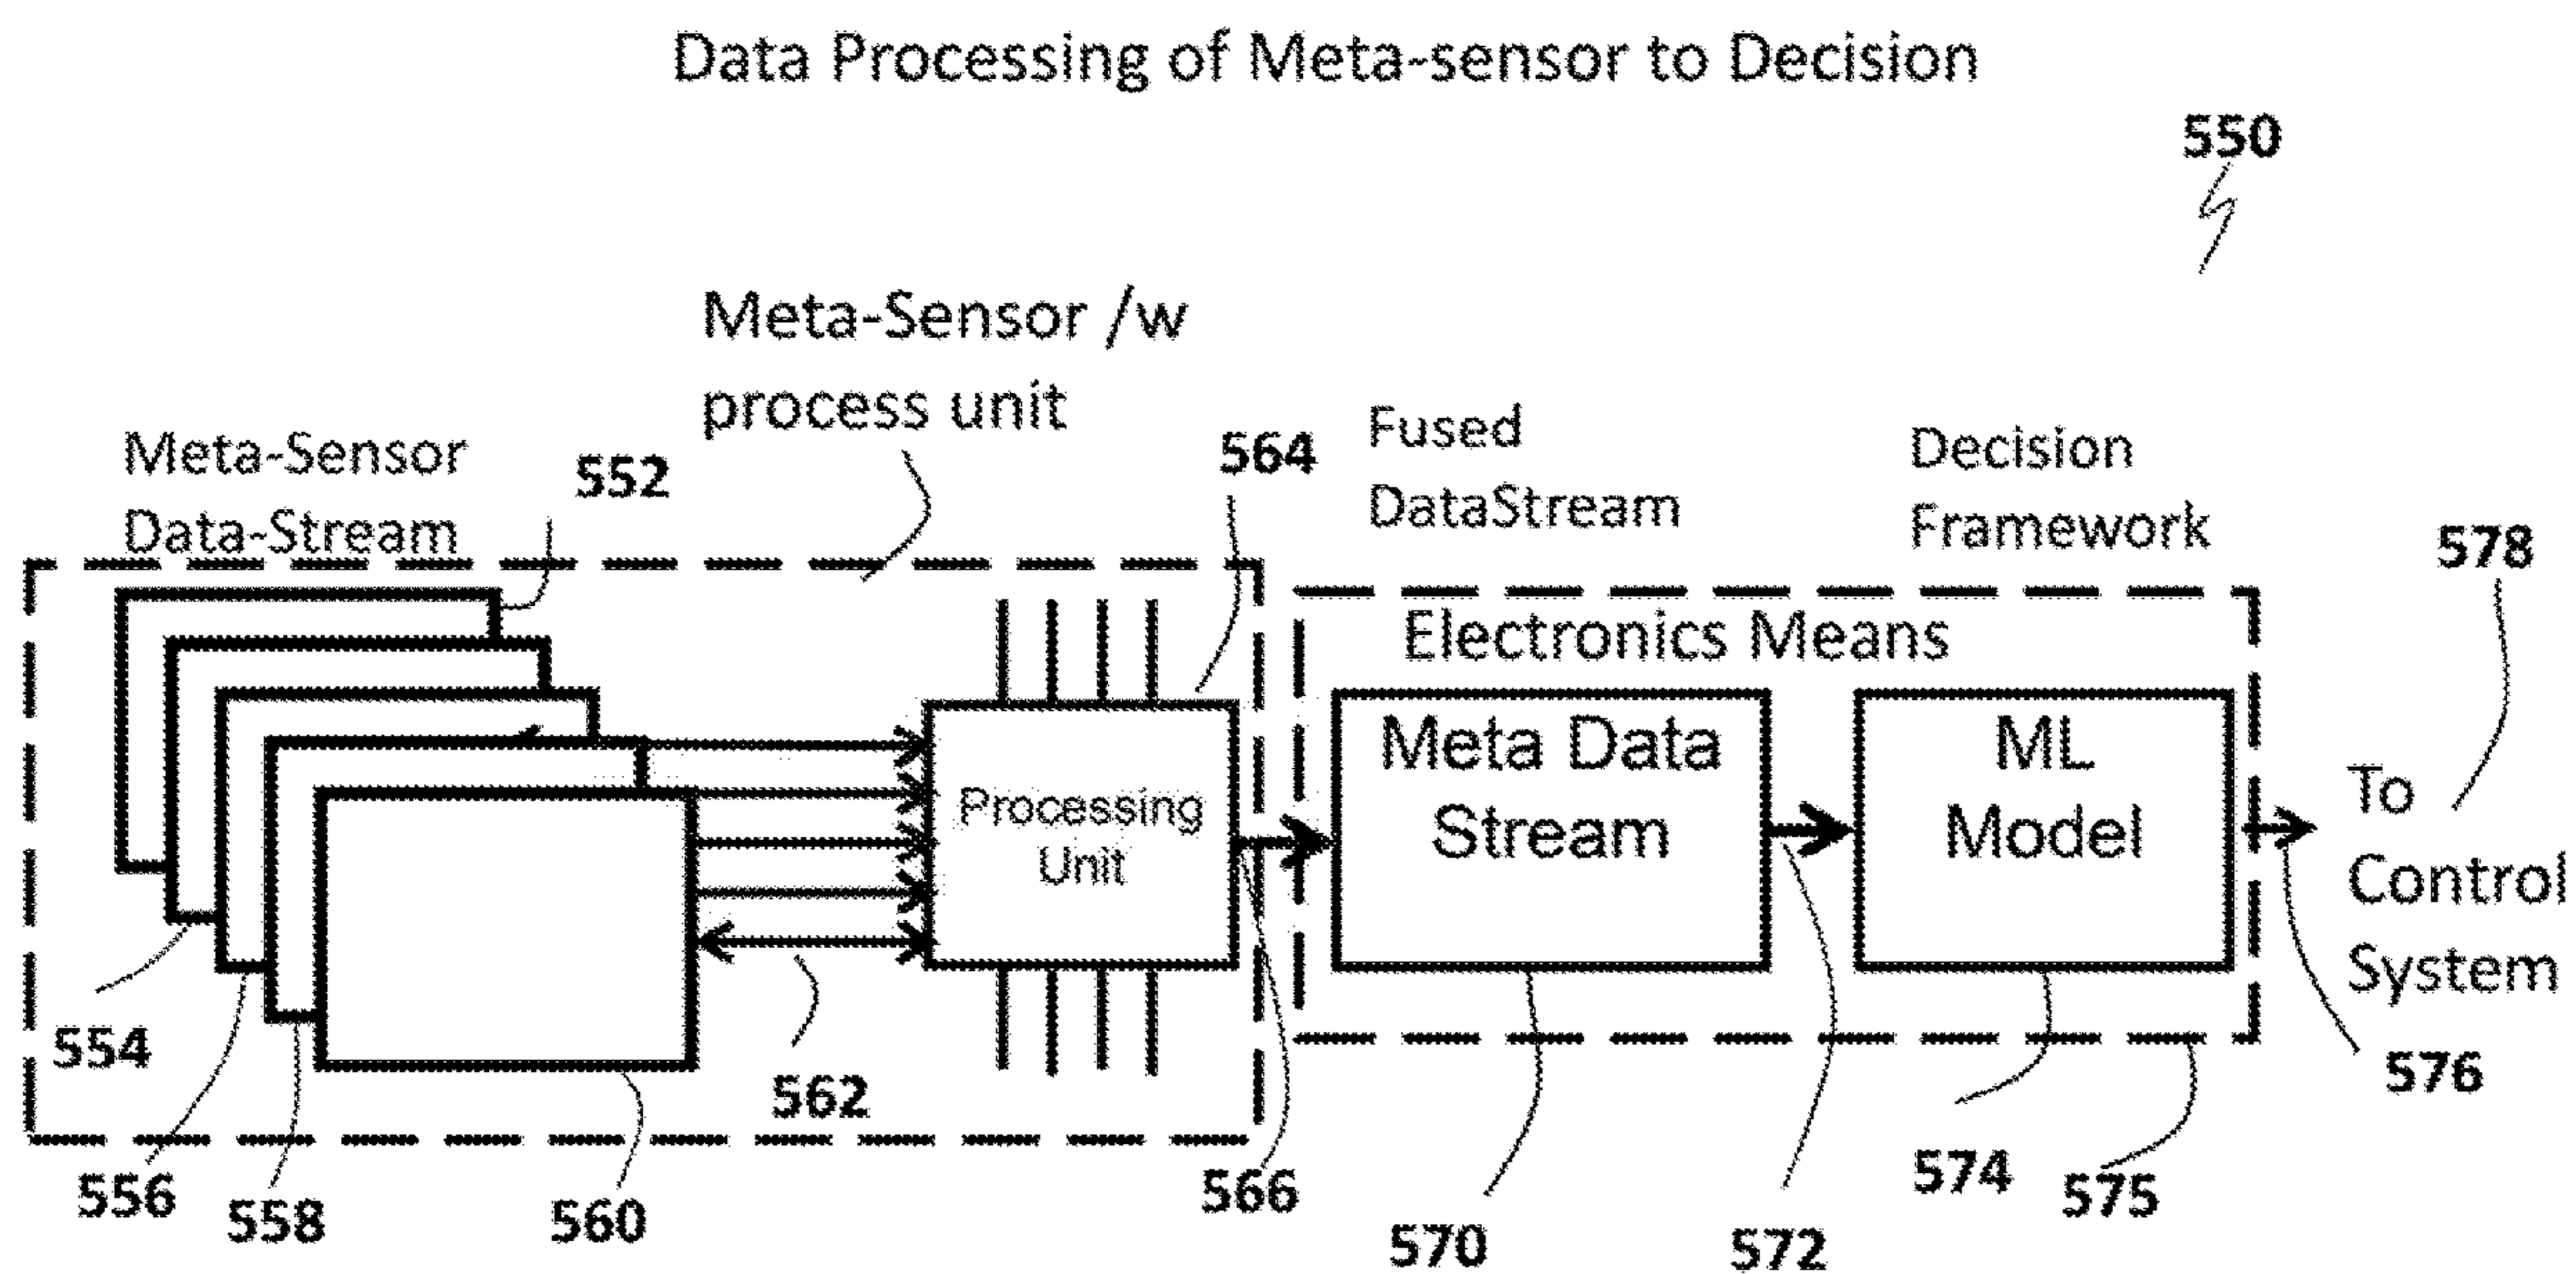 Data Processing of Meta-sensor to Decision
550
Meta-Sensor /w
process unit
Meta-Sensor
Data-Stream
552
564
Fused
DataStream
Decision
Framework
578
Electronics Means
Processing
Unit
Meta Data
Stream
ML
Model
To
Control
System
554
556
558
560
562
566
570
572
574
575
576